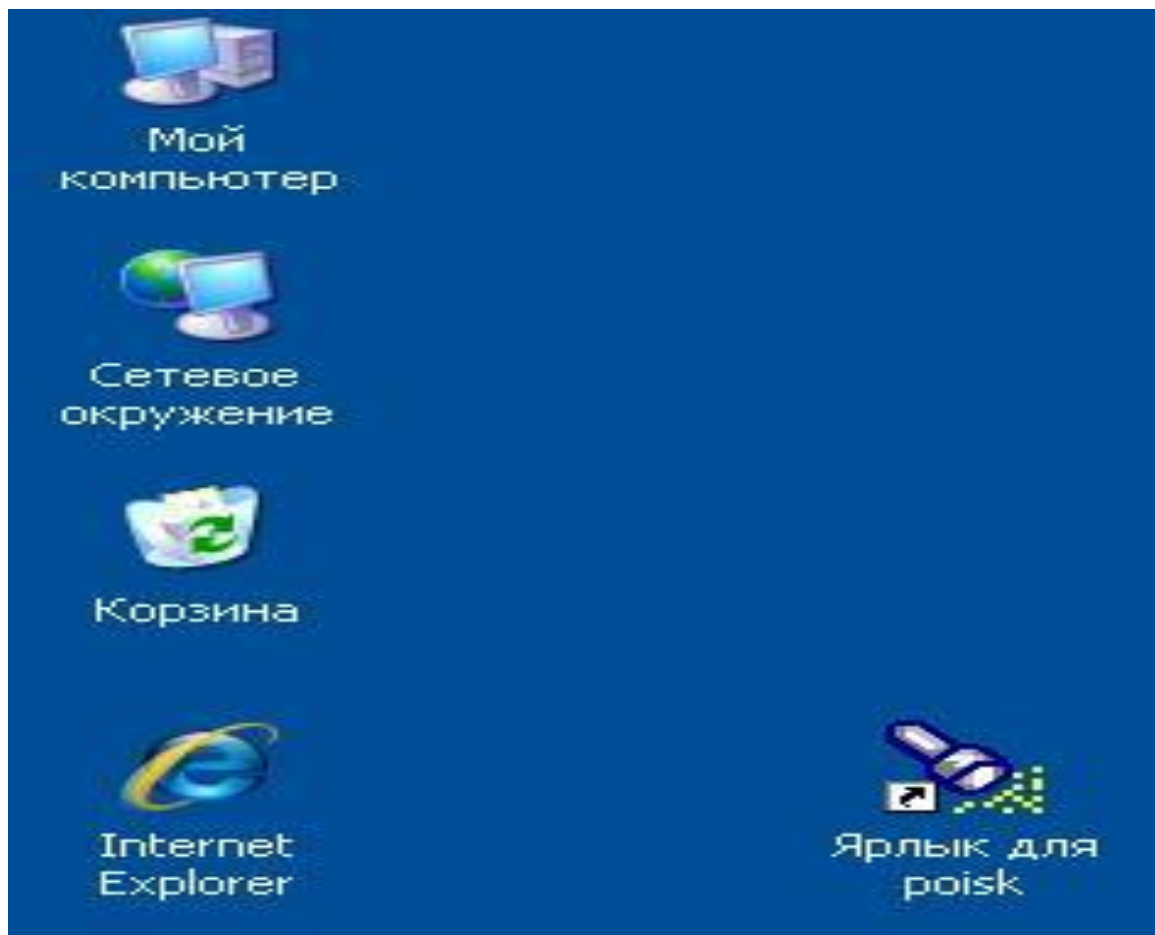 Мой
компьютер
Сетевое
окружение
Корзина
Internet
Explorer
Ярлык для
poisk